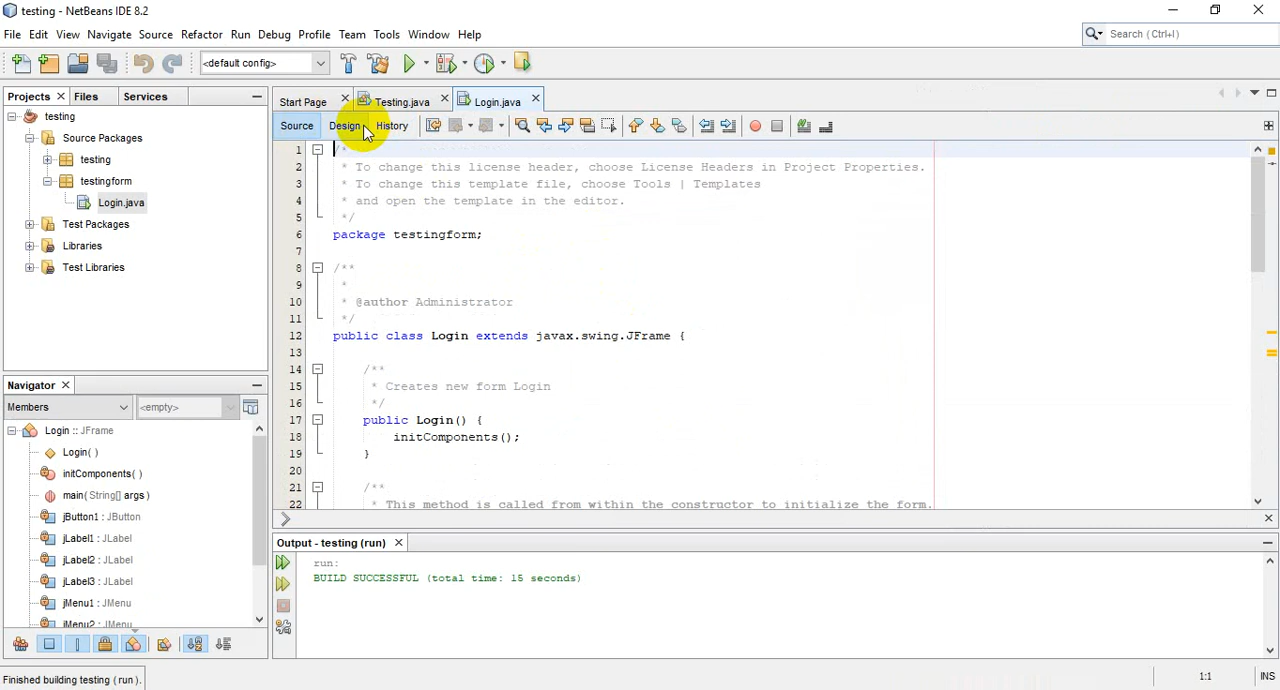 testing - NetBeans IDE 8.2
File Edit View Navigate Source Refactor Run Debug Profile Team Tools Window Help
Search (Ctrl+I)
<default config>
Projects Files Services
testing
Source Packages
testing
testingform
Login.java
Test Packages
Libraries
Test Libraries
Navigator
Members <empty>
Login :: JFrame
Login( )
initComponents( )
main(String[] args)
jButton1 : JButton
jLabel1 : JLabel
jLabel2 : JLabel
jLabel3 : JLabel
jMenu1 : JMenu
jMenu2 : JMenu
Start Page Testing.java Login.java
Source Design History
1 /*
2 * To change this license header, choose License Headers in Project Properties.
3 * To change this template file, choose Tools | Templates
4 * and open the template in the editor.
5 */
6 package testingform;
7
8 /**
9 *
10 * @author Administrator
11 */
12 public class Login extends javax.swing.JFrame {
13
14 /**
15 * Creates new form Login
16 */
17 public Login() {
18 initComponents();
19 }
20
21 /**
22 * This method is called from within the constructor to initialize the form.
Output - testing (run)
run:
BUILD SUCCESSFUL (total time: 15 seconds)
Finished building testing (run).
1:1 INS